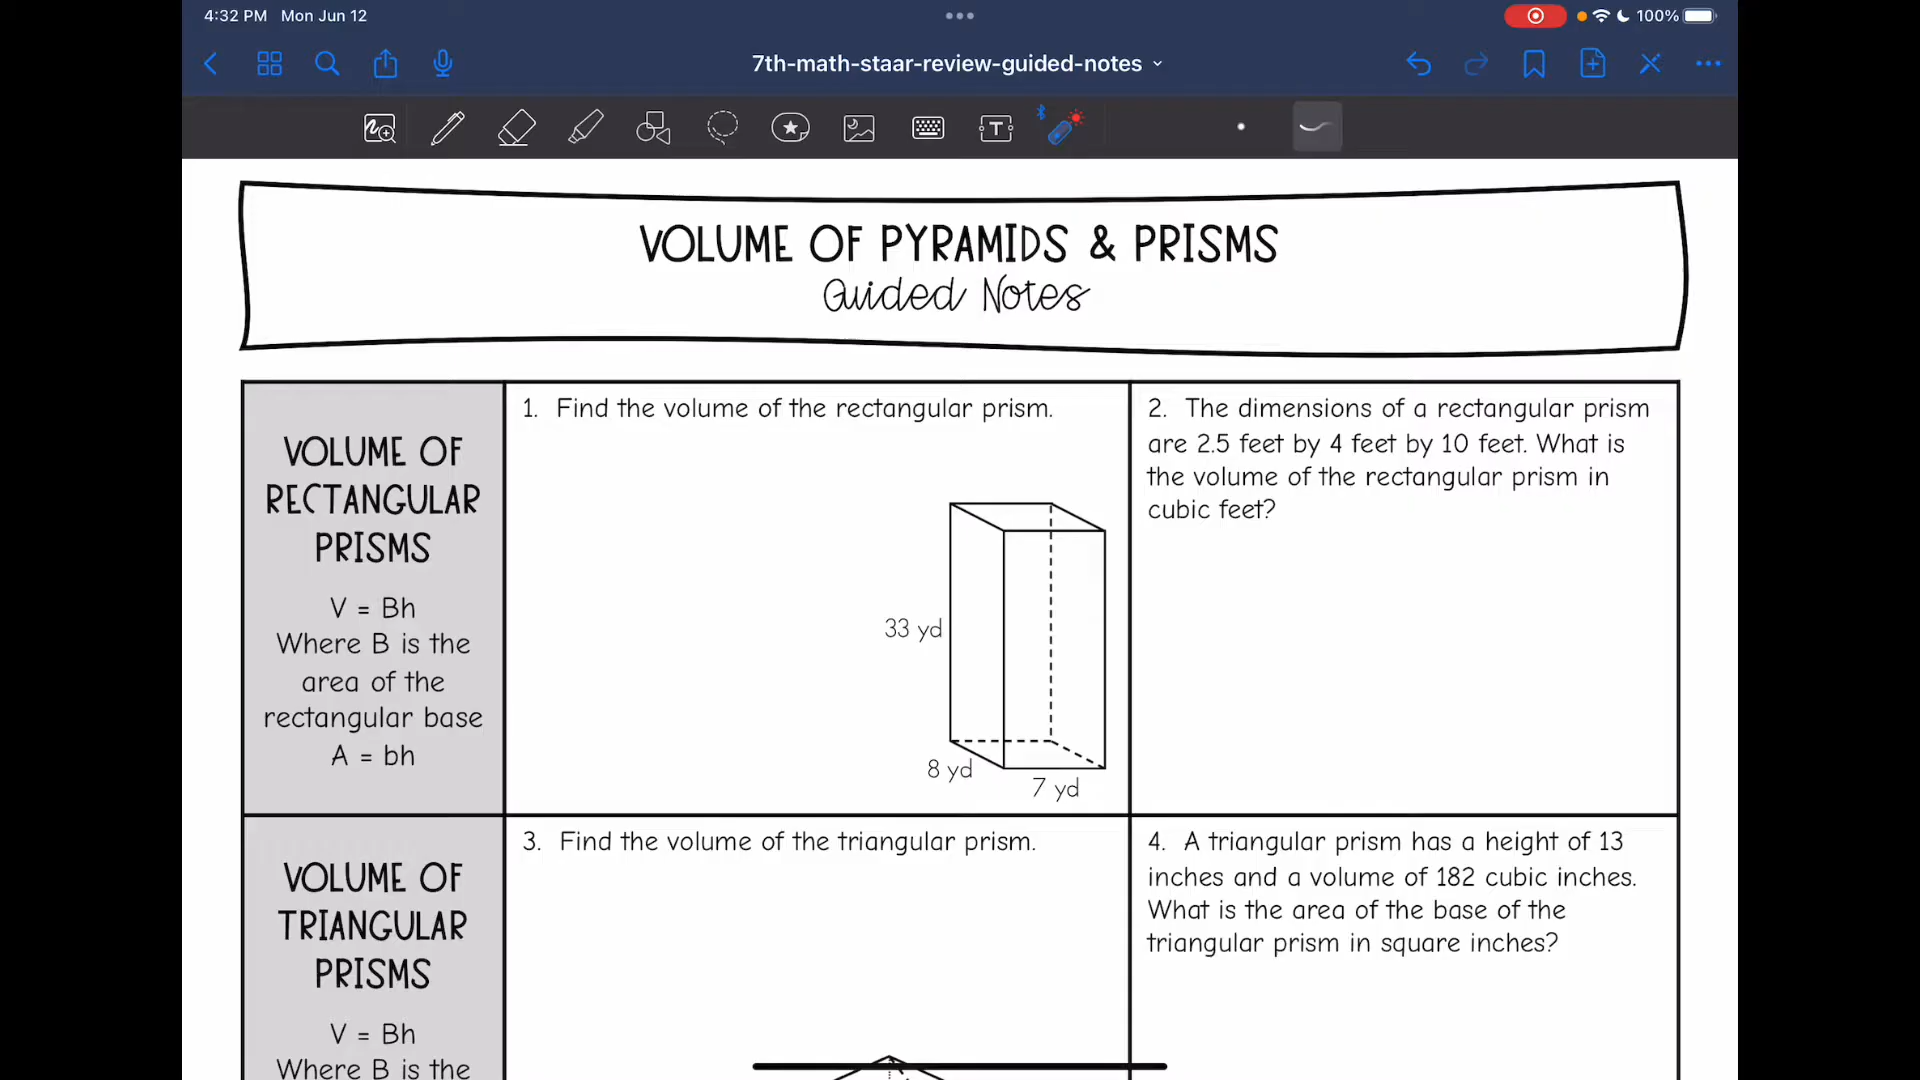 4:32 PM Mon Jun 12
100%
7th-math-staar-review-guided-notes
T
VOLUME OF PYRAMIDS & PRISMS
Guided Notes
VOLUME OF
RECTANGULAR
PRISMS
V = Bh
Where B is the
area of the
rectangular base
A = bh
1. Find the volume of the rectangular prism.
33 yd
8 yd
7 yd
2. The dimensions of a rectangular prism
are 2.5 feet by 4 feet by 10 feet. What is
the volume of the rectangular prism in
cubic feet?
VOLUME OF
TRIANGULAR
PRISMS
V = Bh
Where B is the
3. Find the volume of the triangular prism.
4. A triangular prism has a height of 13
inches and a volume of 182 cubic inches.
What is the area of the base of the
triangular prism in square inches?